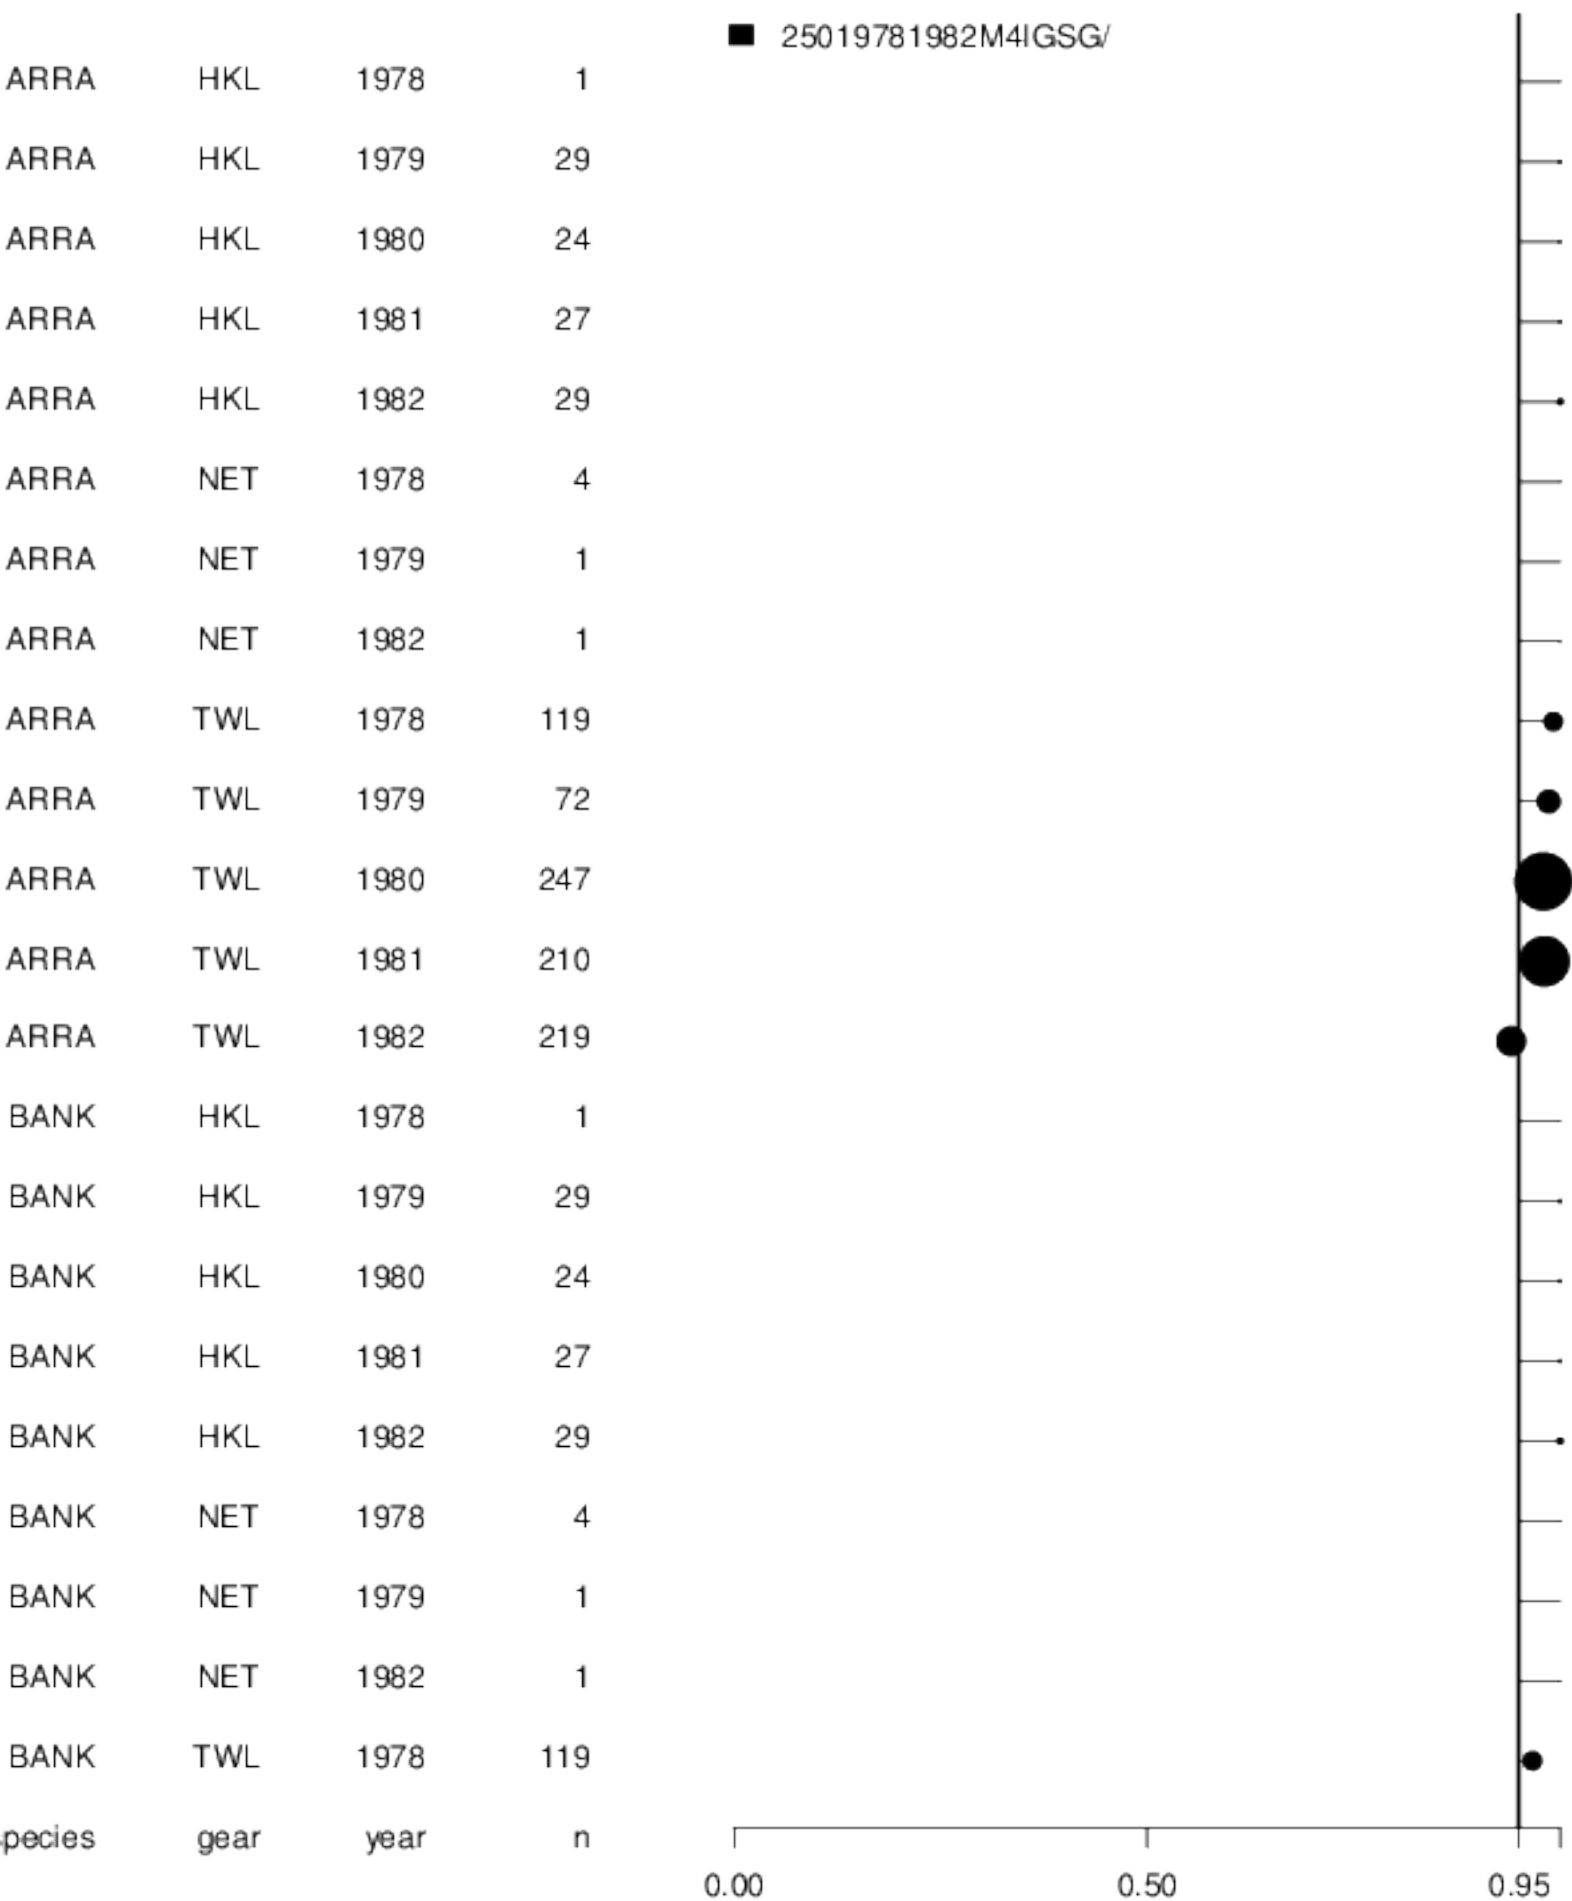 25019781982M4IGSG/
ARRA HKL 1978 1
ARRA HKL 1979 29
ARRA HKL 1980 24
ARRA HKL 1981 27
ARRA HKL 1982 29
ARRA NET 1978 4
ARRA NET 1979 1
ARRA NET 1982 1
ARRA TWL 1978 119
ARRA TWL 1979 72
ARRA TWL 1980 247
ARRA TWL 1981 210
ARRA TWL 1982 219
BANK HKL 1978 1
BANK HKL 1979 29
BANK HKL 1980 24
BANK HKL 1981 27
BANK HKL 1982 29
BANK NET 1978 4
BANK NET 1979 1
BANK NET 1982 1
BANK TWL 1978 119
pecies gear year n
0.00 0.50 0.95